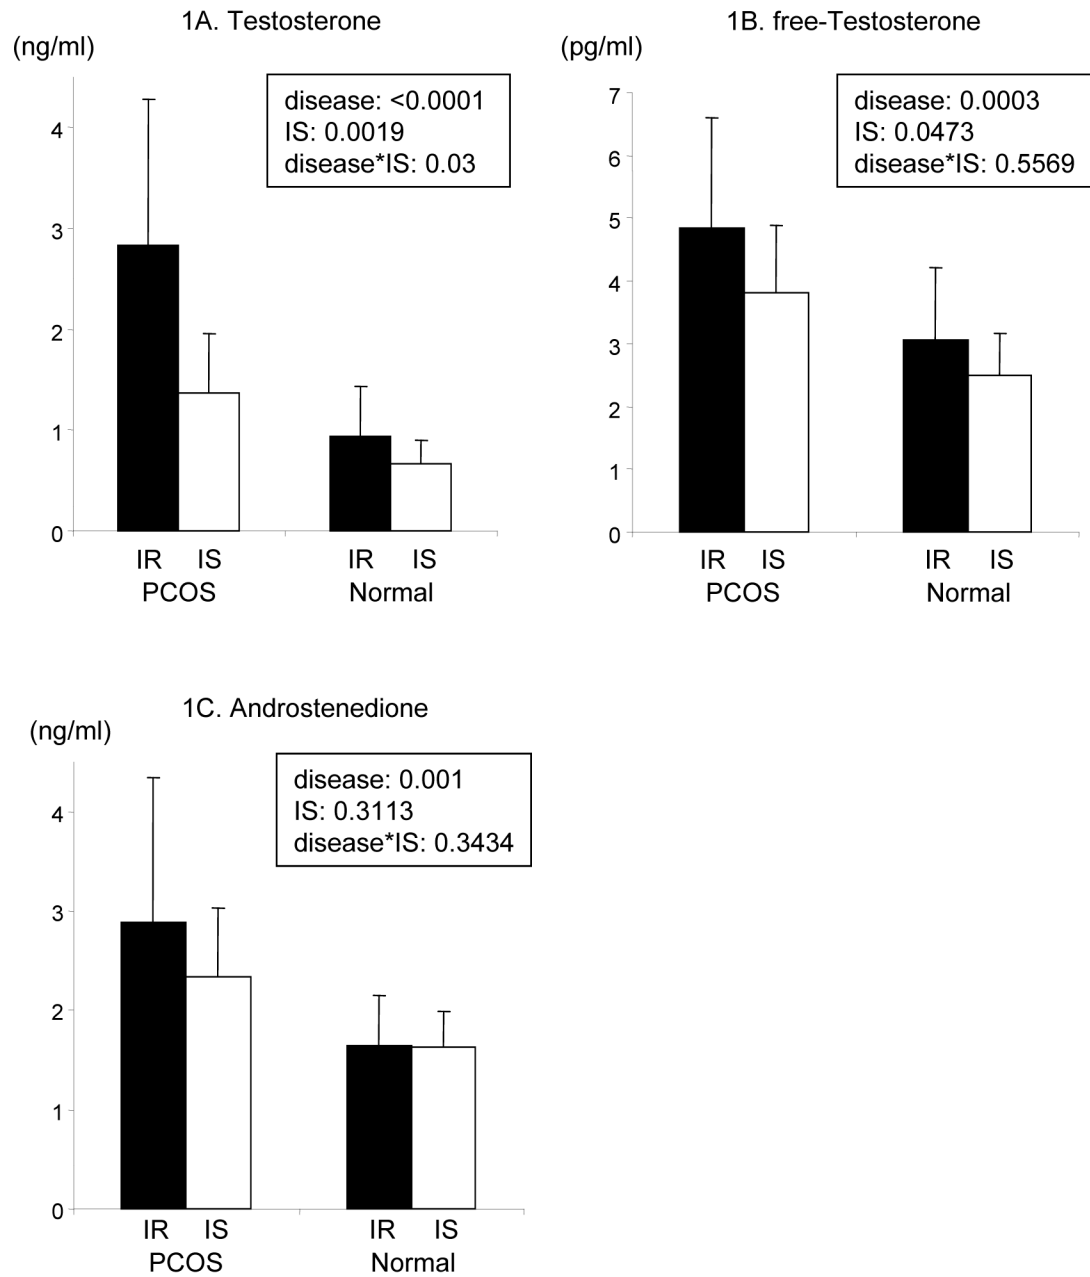 1A. Testosterone
(ng/ml)
disease: <0.0001
IS: 0.0019
disease*IS: 0.03
4
3
2
1
0
IR IS IR IS
PCOS Normal
1B. free-Testosterone
(pg/ml)
disease: 0.0003
IS: 0.0473
disease*IS: 0.5569
7
6
5
4
3
2
1
0
IR IS IR IS
PCOS Normal
1C. Androstenedione
(ng/ml)
disease: 0.001
IS: 0.3113
disease*IS: 0.3434
4
3
2
1
0
IR IS IR IS
PCOS Normal